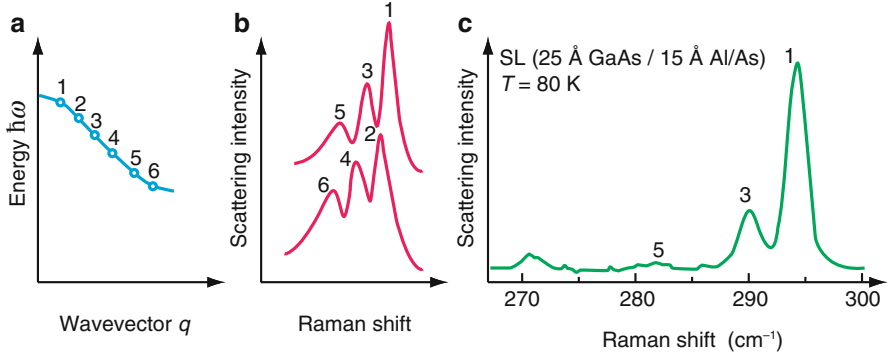 a
Energy ħω
1
2
3
4
5
6
Wavevector q
b
Scattering intensity
1
3
5
2
4
6
Raman shift
c
Scattering intensity
SL (25 Å GaAs / 15 Å Al/As)
T = 80 K
1
3
5
270 280 290 300
Raman shift (cm⁻¹)